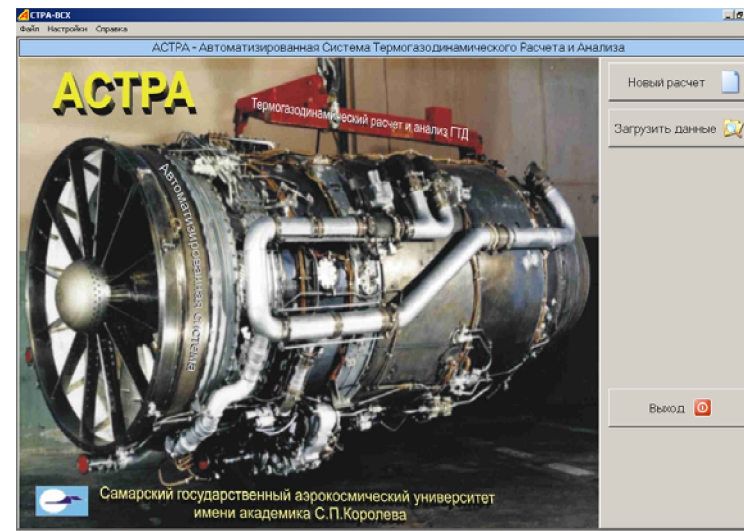 АСТРА-ВСХ
Файл Настройки Справка
АСТРА - Автоматизированная Система Термогазодинамического Расчета и Анализа
АСТРА
Термогазодинамический расчет и анализ ГТД
Автоматизированная система
Новый расчет
Загрузить данные
Выход
Самарский государственный аэрокосмический университет
имени академика С.П.Королева